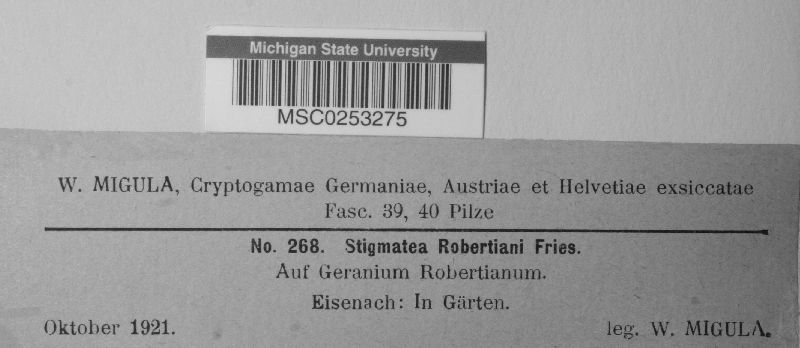 Michigan State University
MSC0253275
W. MIGULA, Cryptogamae Germaniae, Austriae et Helvetiae exsiccatae
Fasc. 39, 40 Pilze
No. 268. Stigmatea Robertiani Fries.
Auf Geranium Robertianum.
Eisenach: In Gärten.
Oktober 1921. leg. W. MIGULA.